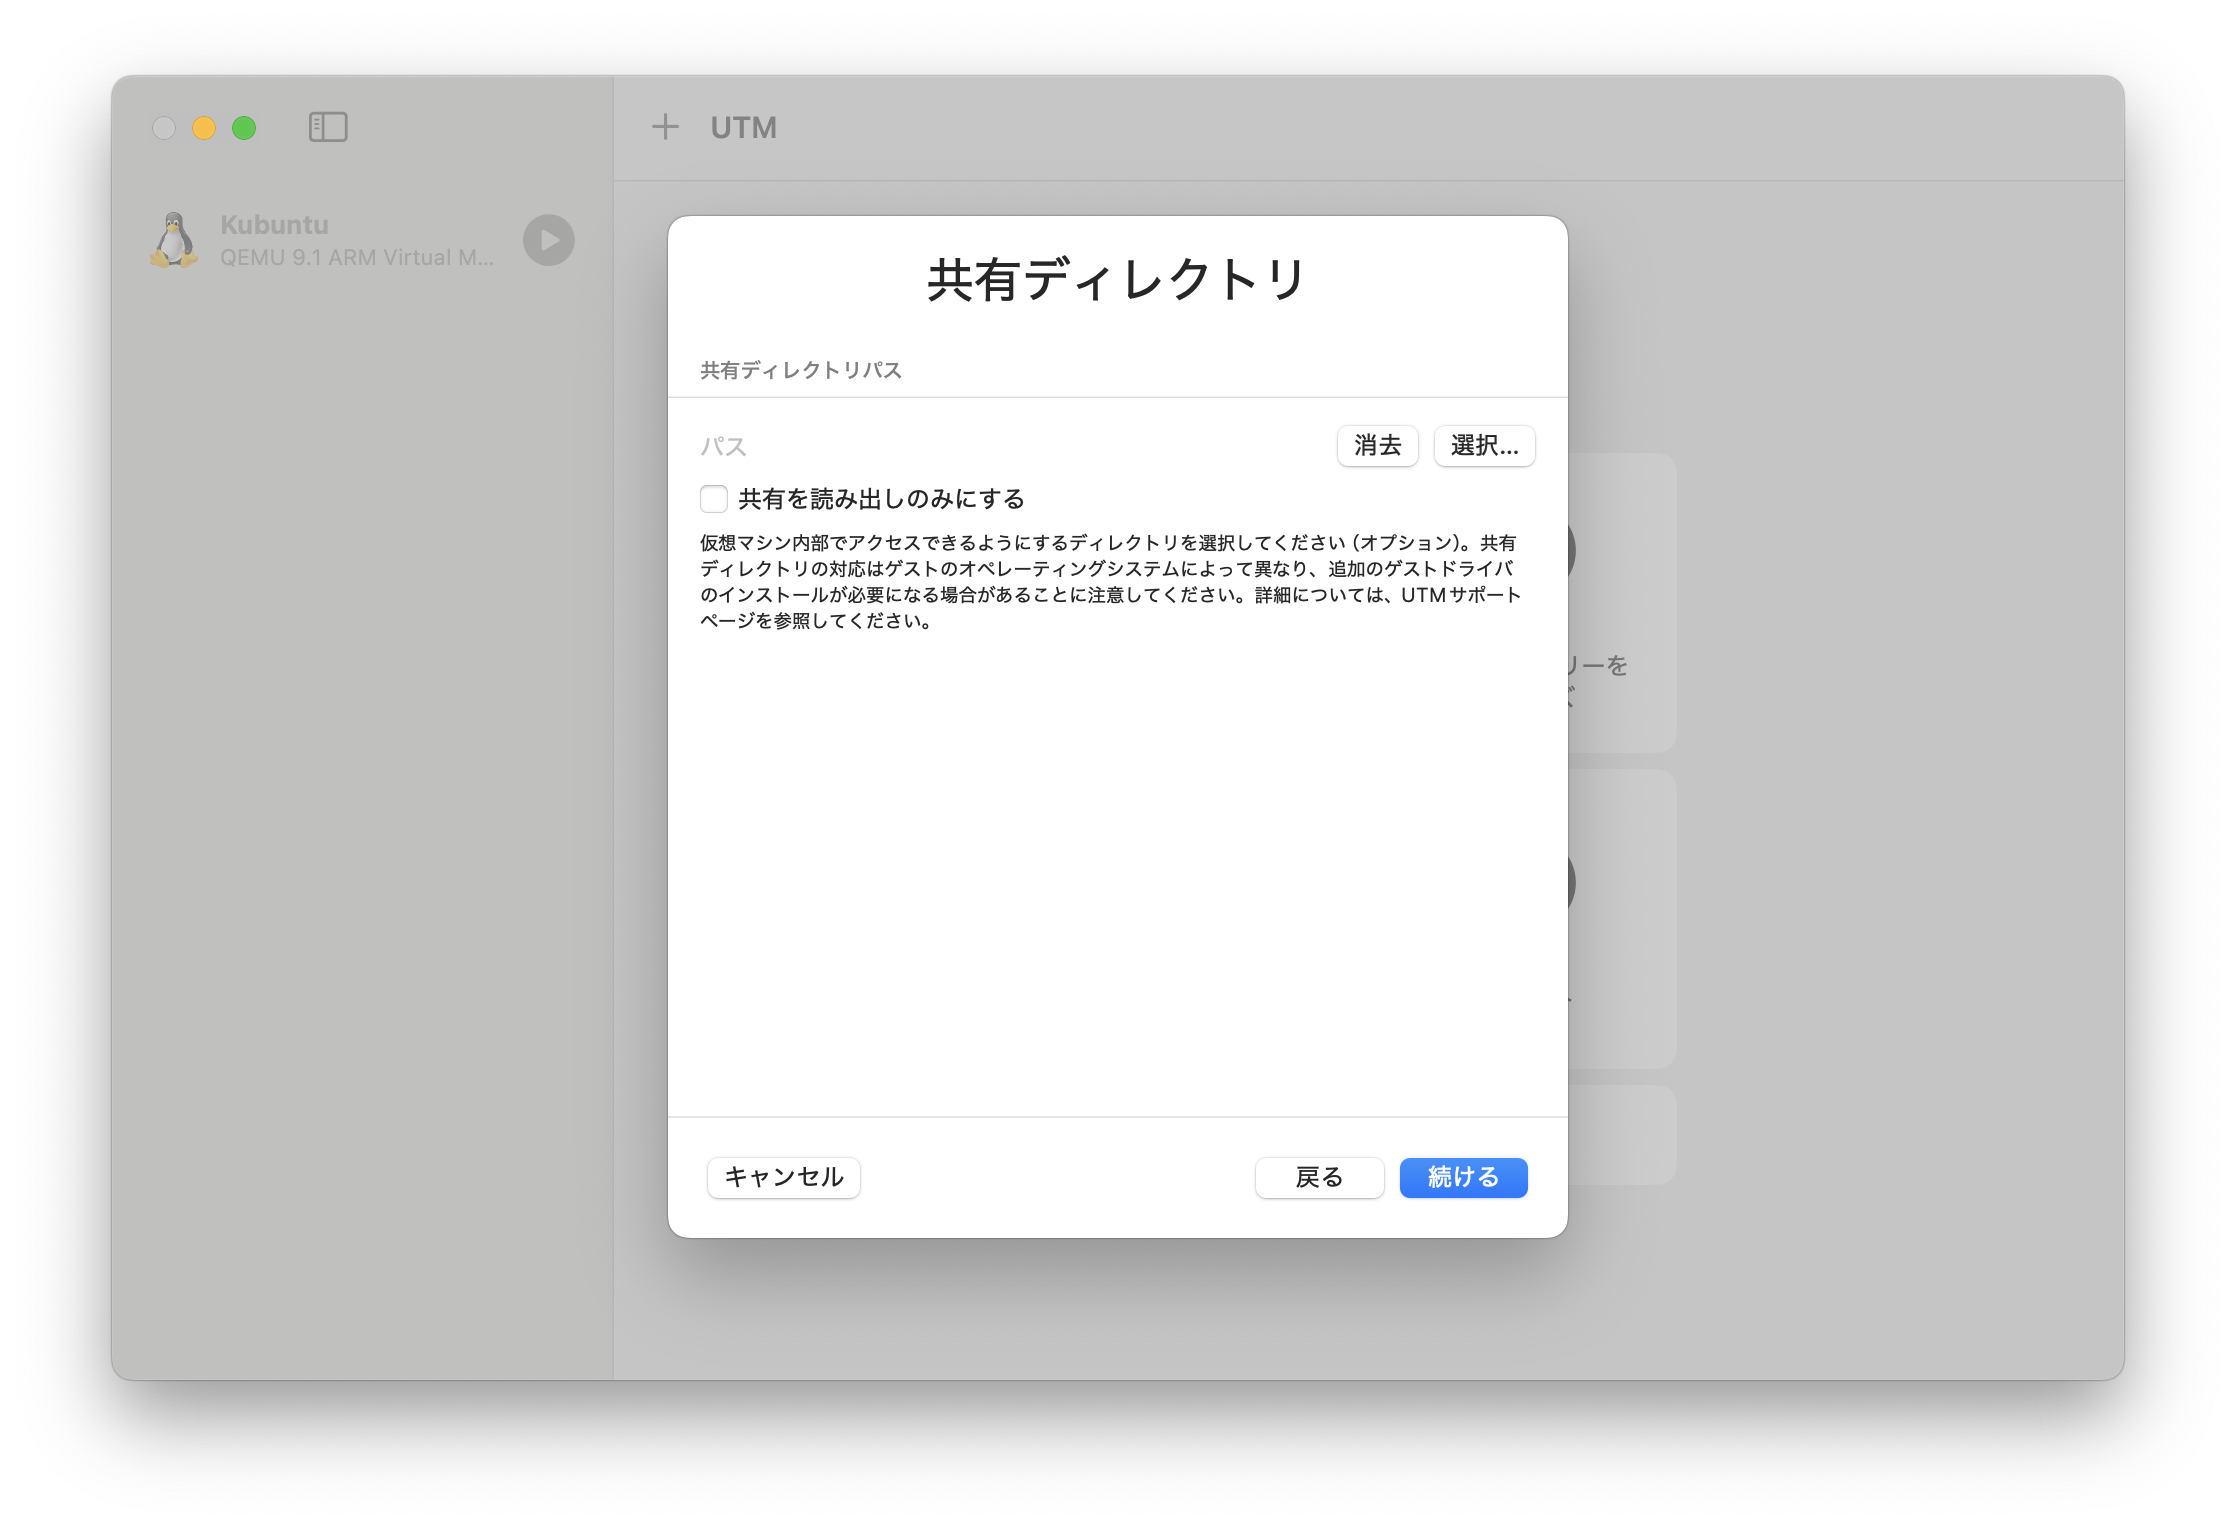 UTM
Kubuntu
QEMU 9.1 ARM Virtual M...
共有ディレクトリ
共有ディレクトリパス
パス
消去
選択...
共有を読み出しのみにする
仮想マシン内部でアクセスできるようにするディレクトリを選択してください (オプション)。共有
ディレクトリの対応はゲストのオペレーティングシステムによって異なり、追加のゲストドライバ
のインストールが必要になる場合があることに注意してください。詳細については、UTMサポート
ページを参照してください。
リーを
キャンセル
戻る
続ける